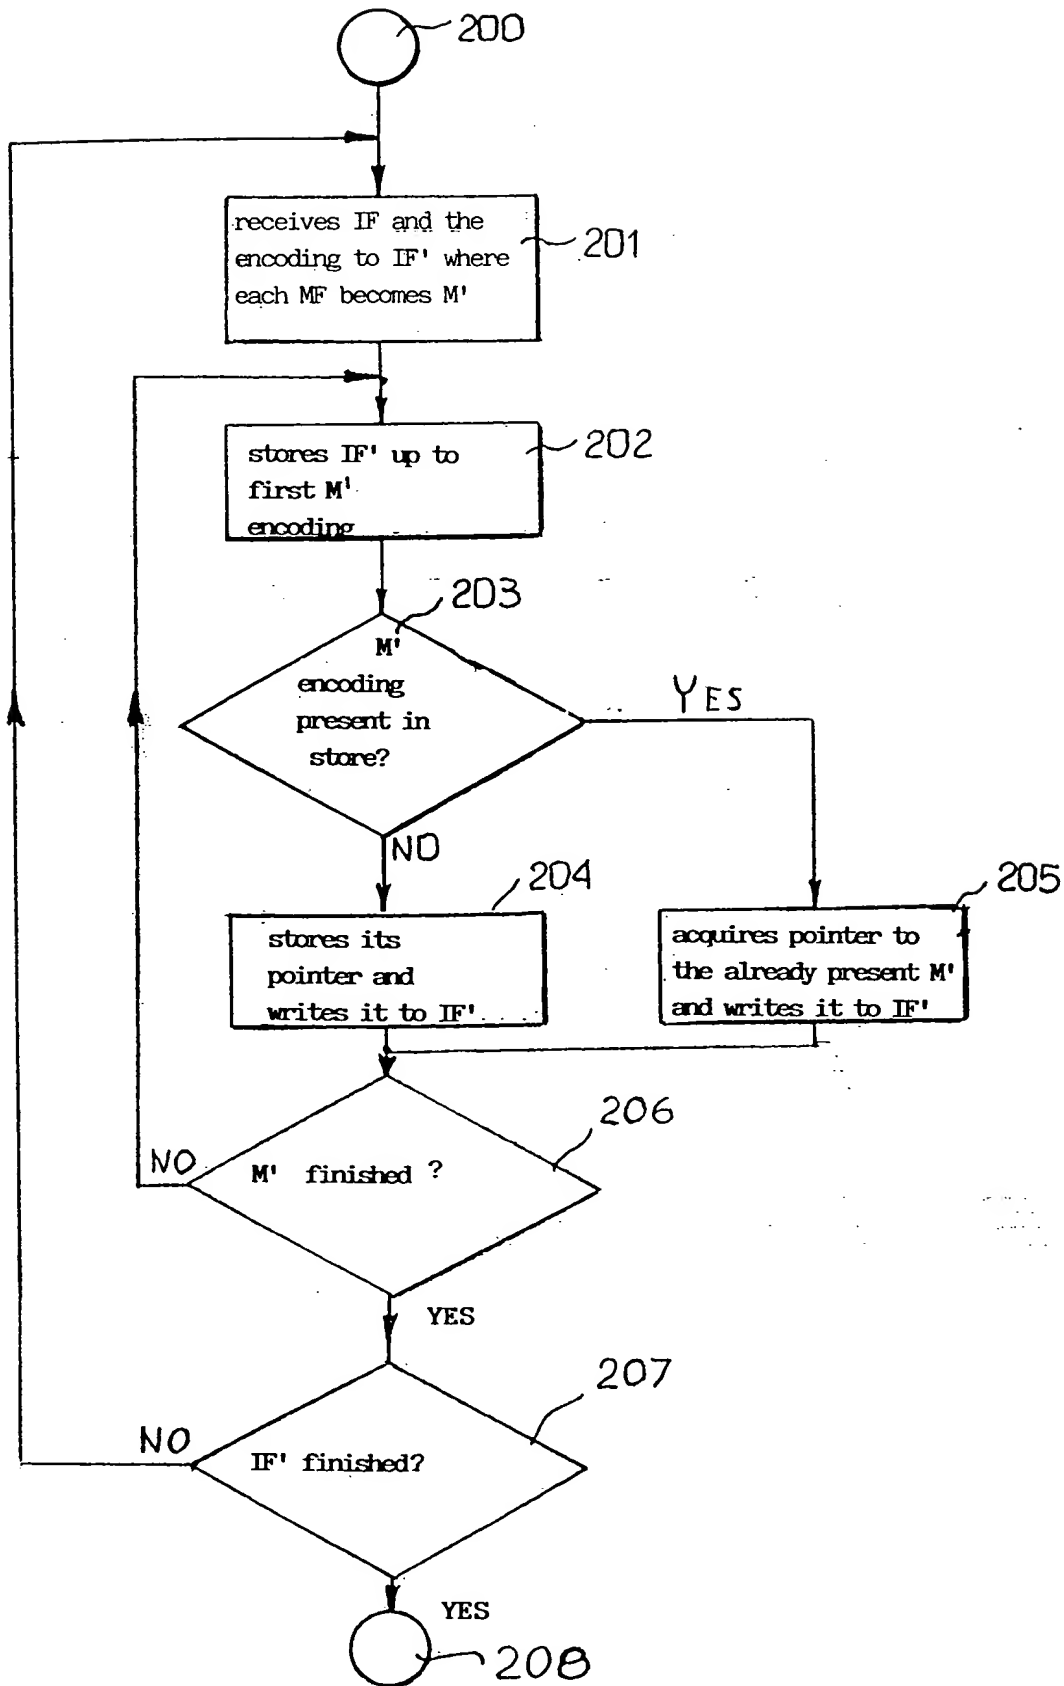 200
receives IF and the
encoding to IF' where
each MF becomes M'
201
stores IF' up to
first M'
encoding
202
203
M'
encoding
present in
store?
YES
NO
204
stores its
pointer and
writes it to IF'
205
acquires pointer to
the already present M'
and writes it to IF'
206
M' finished ?
NO
YES
207
IF' finished?
NO
YES
208